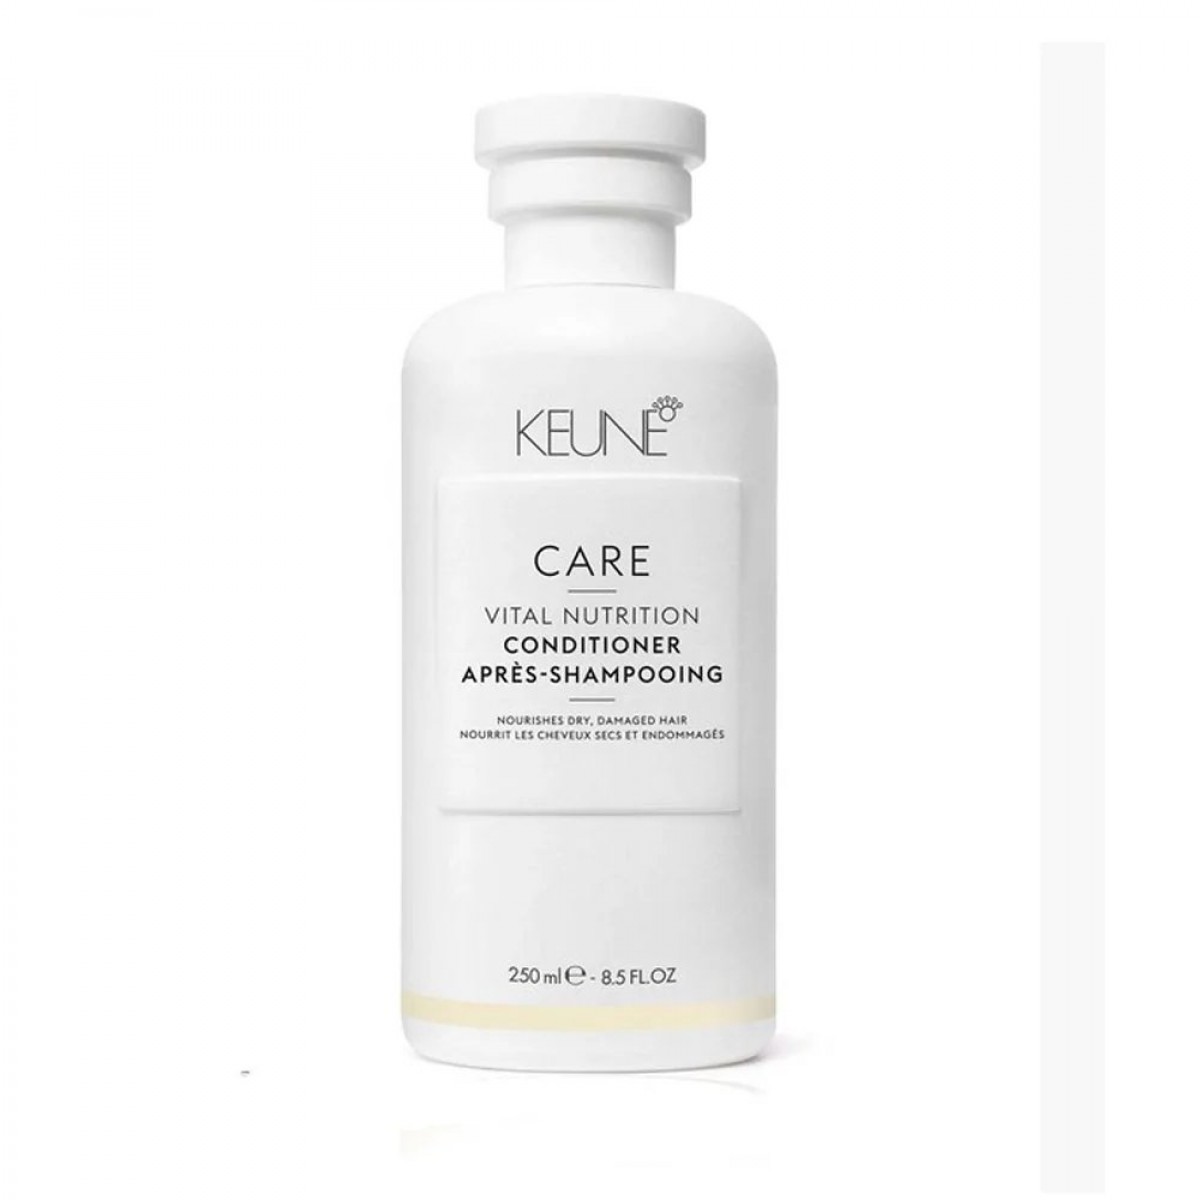 KEUNE
CARE
VITAL NUTRITION
CONDITIONER
APRÈS-SHAMPOOING
NOURISHES DRY, DAMAGED HAIR
NOURRIT LES CHEVEUX SECS ET ENDOMMAGÉS
250 ml ℮ - 8.5 FL.OZ